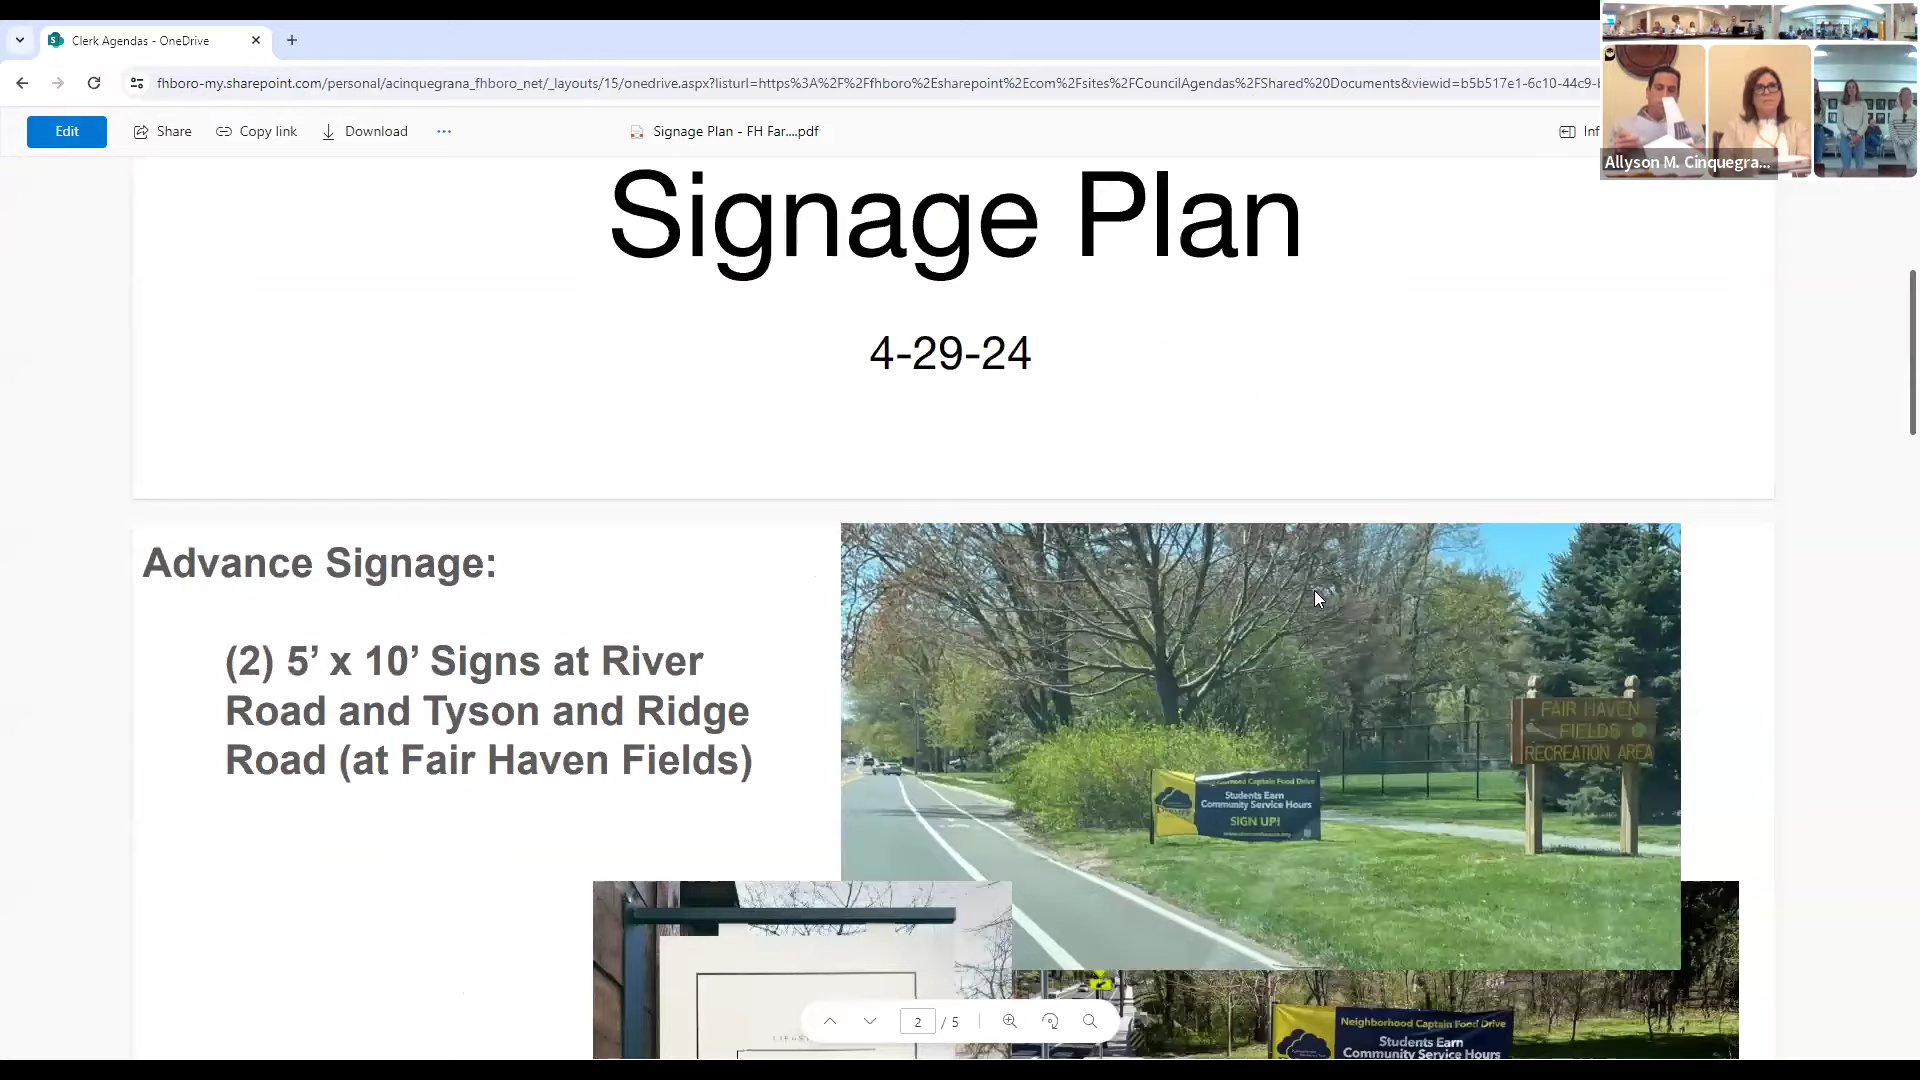 Clerk Agendas - OneDrive
fhboro-my.sharepoint.com/personal/acinquegrana_fhboro_net/_layouts/15/onedrive.aspx?listurl=https%3A%2F%2Ffhboro%2Esharepoint%2Ecom%2Fsites%2FCouncilAgendas%2FShared%20Documents&viewid=b5b517e1-6c10-44c9-
Edit
Share
Copy link
Download
Signage Plan - FH Far....pdf
Inf
Allyson M. Cinquegra...
Signage Plan
4-29-24
Advance Signage:
(2) 5’ x 10’ Signs at River
Road and Tyson and Ridge
Road (at Fair Haven Fields)
FAIR HAVEN
FIELDS
RECREATION AREA
Captain Food Drive
Students Earn
Community Service Hours
SIGN UP!
Neighborhood Captain Food Drive
Students Earn
Community Service Hours
2 / 5